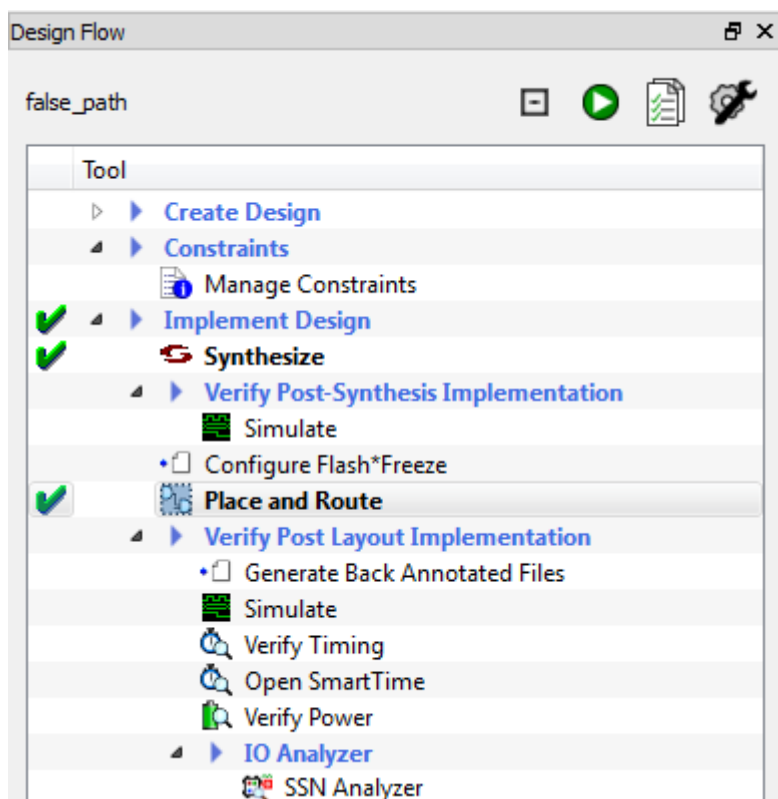 Design Flow
false_path
Tool
Create Design
Constraints
Manage Constraints
Implement Design
Synthesize
Verify Post-Synthesis Implementation
Simulate
Configure Flash*Freeze
Place and Route
Verify Post Layout Implementation
Generate Back Annotated Files
Simulate
Verify Timing
Open SmartTime
Verify Power
IO Analyzer
SSN Analyzer